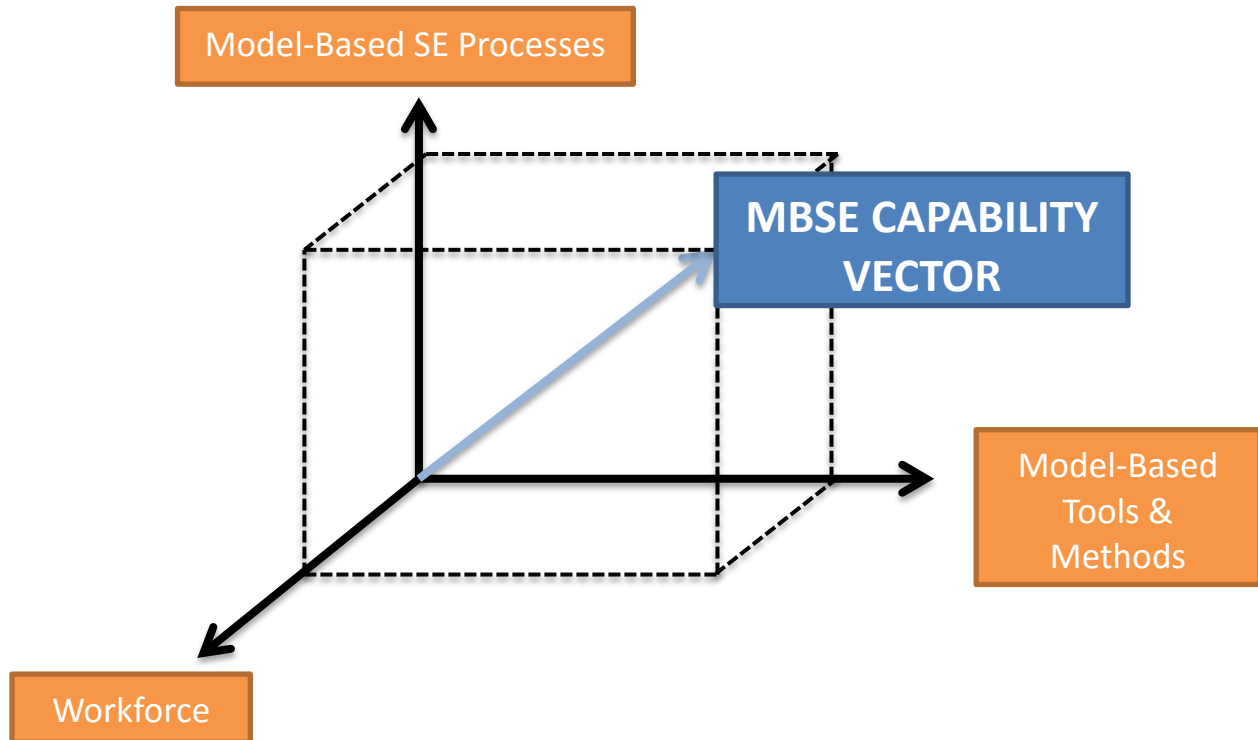 Model-Based SE Processes
MBSE CAPABILITY
VECTOR
Model-Based
Tools &
Methods
Workforce